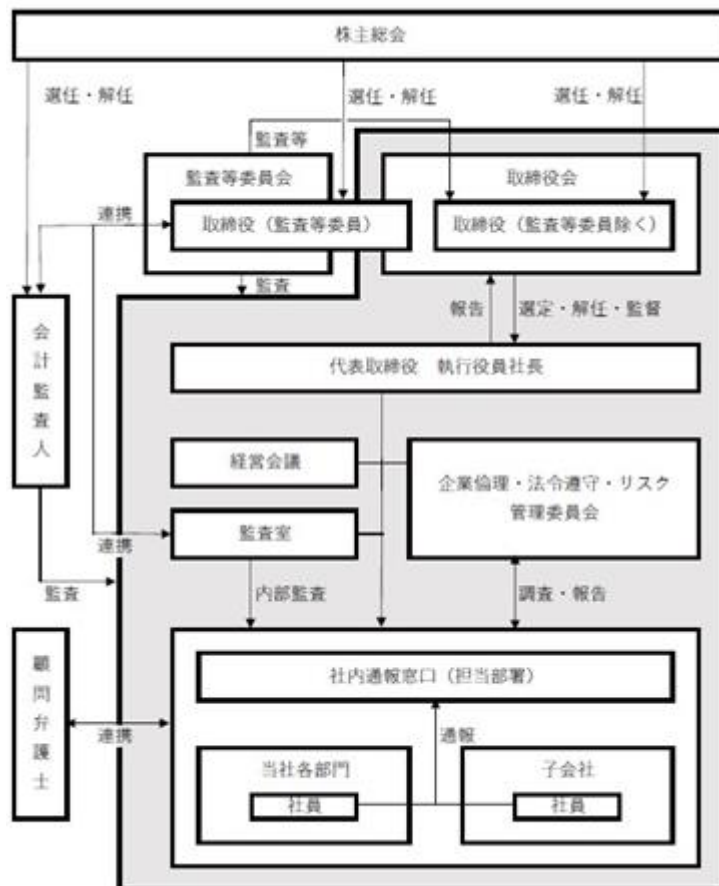 株主総会
選任・解任
選任・解任
選任・解任
監査等
監査等委員会
取締役会
連携
取締役（監査等委員）
取締役（監査等委員除く）
監査
報告
選定・解任・監督
会計監査人
代表取締役　執行役員社長
経営会議
企業倫理・法令遵守・リスク
管理委員会
監査室
連携
監査
内部監査
調査・報告
顧問弁護士
社内通報窓口（担当部署）
連携
通報
当社各部門
子会社
社員
社員